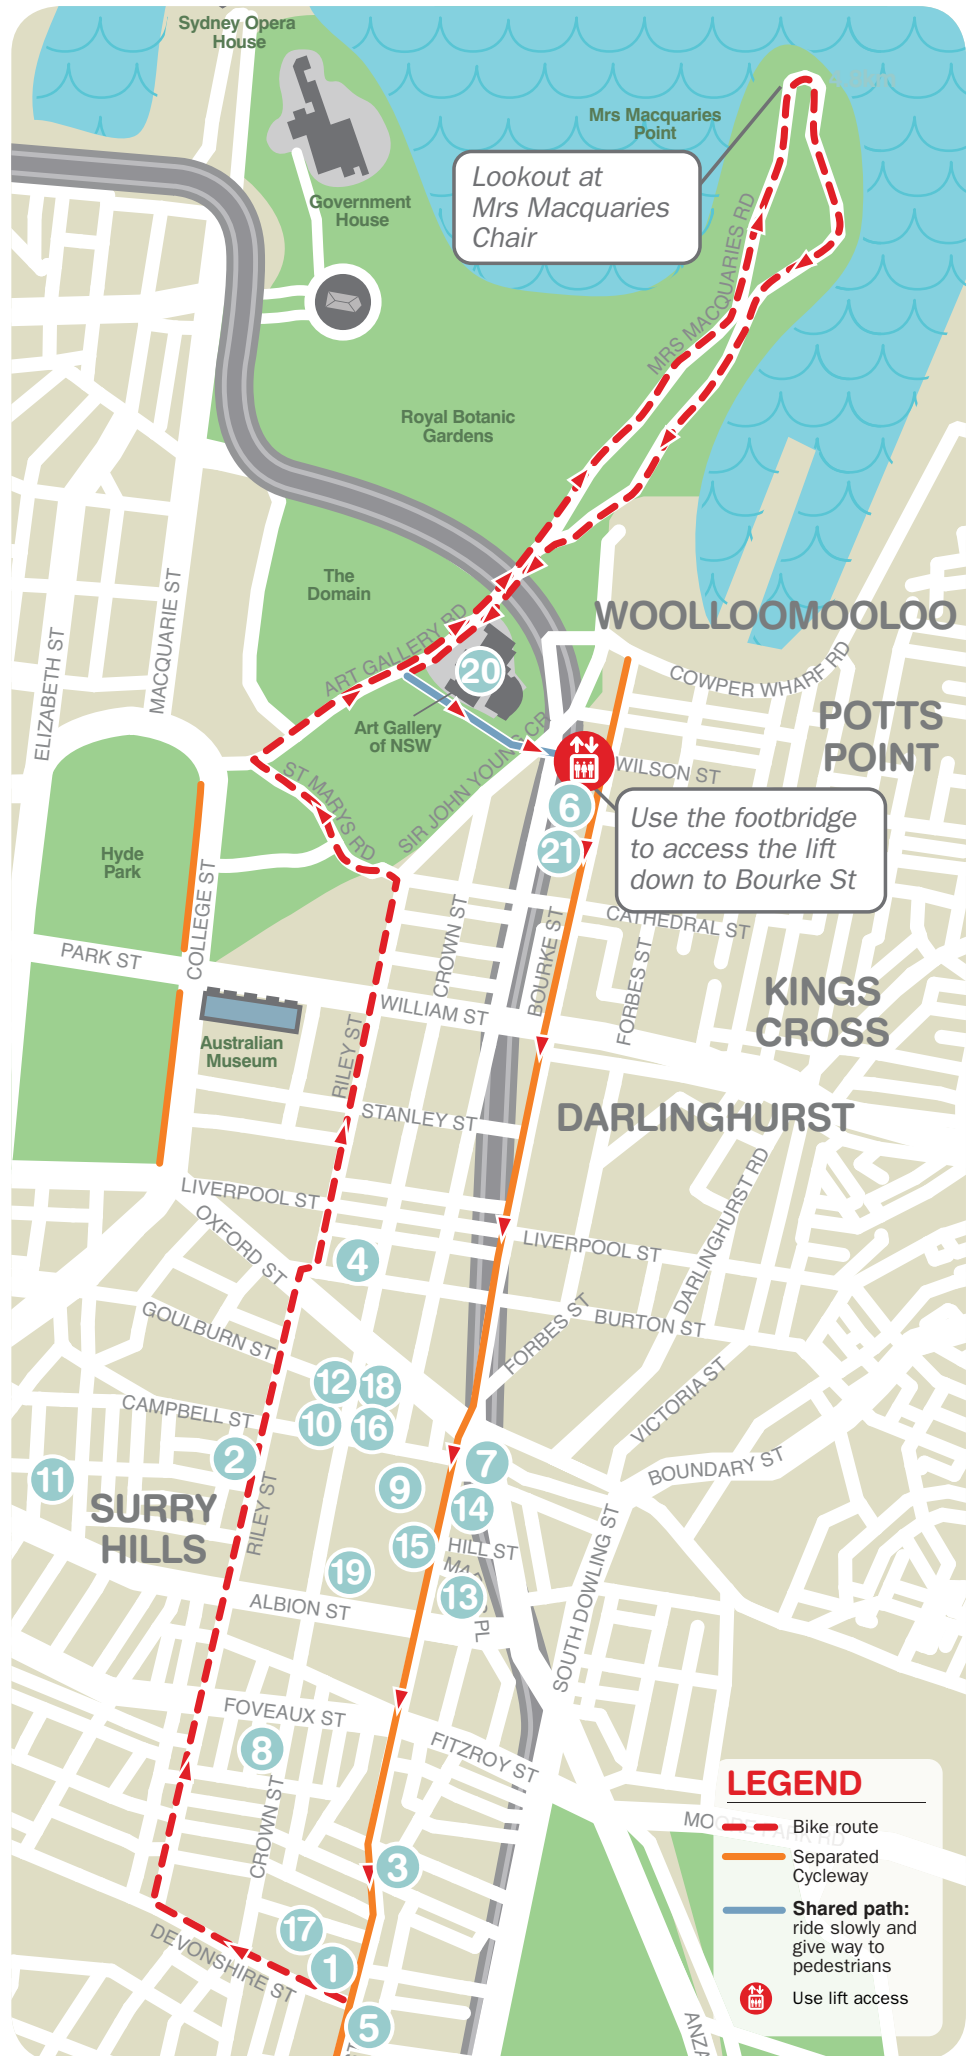 Sydney Opera
House
Mrs Macquaries
Point
Lookout at
Mrs Macquaries
Chair
Government
House
MRS MACQUARIES RD
Royal Botanic
Gardens
The
Domain
WOOLLOOMOOLOO
ART GALLERY RD
MACQUARIE ST
ELIZABETH ST
20
COWPER WHARF RD
POTTS
POINT
Art Gallery
of NSW
SIR JOHN YOUNG CR
WILSON ST
ST MARYS RD
6
Use the footbridge
to access the lift
down to Bourke St
21
Hyde
Park
COLLEGE ST
CROWN ST
BOURKE ST
CATHEDRAL ST
FORBES ST
PARK ST
WILLIAM ST
KINGS
CROSS
Australian
Museum
RILEY ST
STANLEY ST
DARLINGHURST
LIVERPOOL ST
OXFORD ST
LIVERPOOL ST
DARLINGHURST RD
4
GOULBURN ST
FORBES ST
BURTON ST
12
18
VICTORIA ST
CAMPBELL ST
10
16
2
7
BOUNDARY ST
11
9
RILEY ST
14
SURRY
HILLS
15
HILL ST
19
13
PL
ALBION ST
SOUTH DOWLING ST
FOVEAUX ST
8
FITZROY ST
CROWN ST
MOORE PARK RD
3
17
1
DEVONSHIRE ST
5
ANZA
LEGEND
Bike route
Separated
Cycleway
Shared path:
ride slowly and
give way to
pedestrians
Use lift access